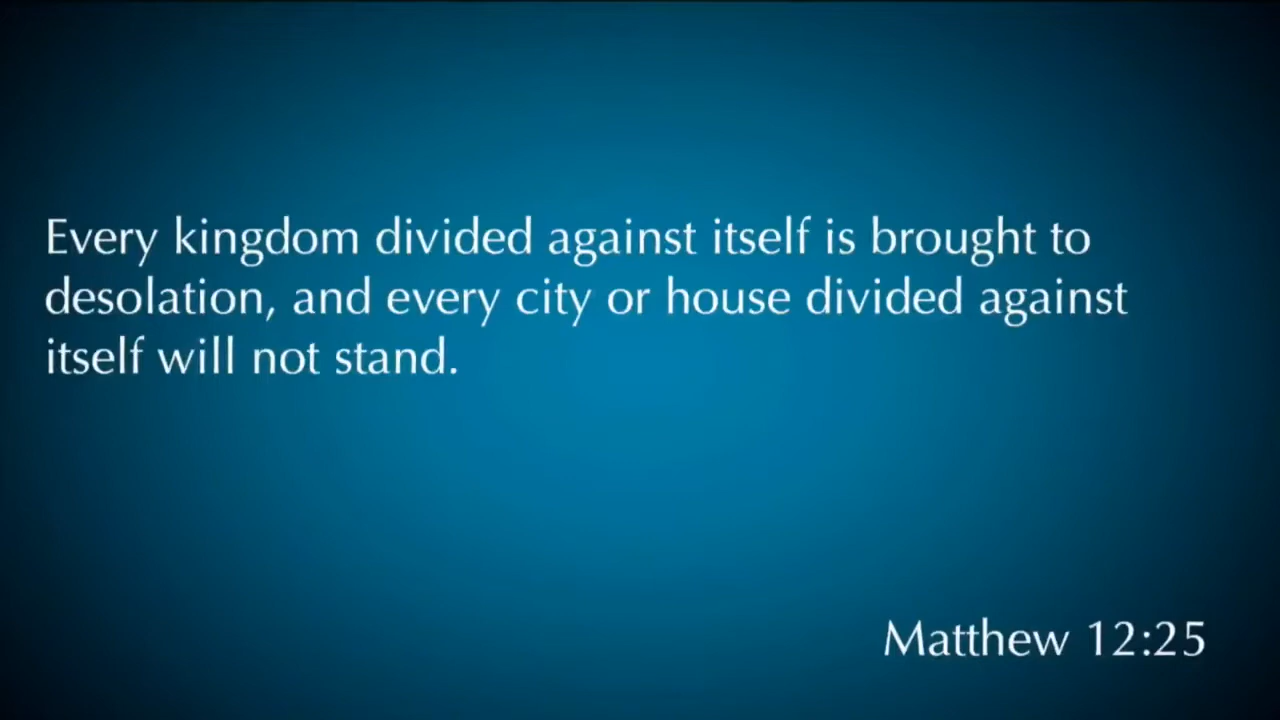 Every kingdom divided against itself is brought to
desolation, and every city or house divided against
itself will not stand.
Matthew 12:25